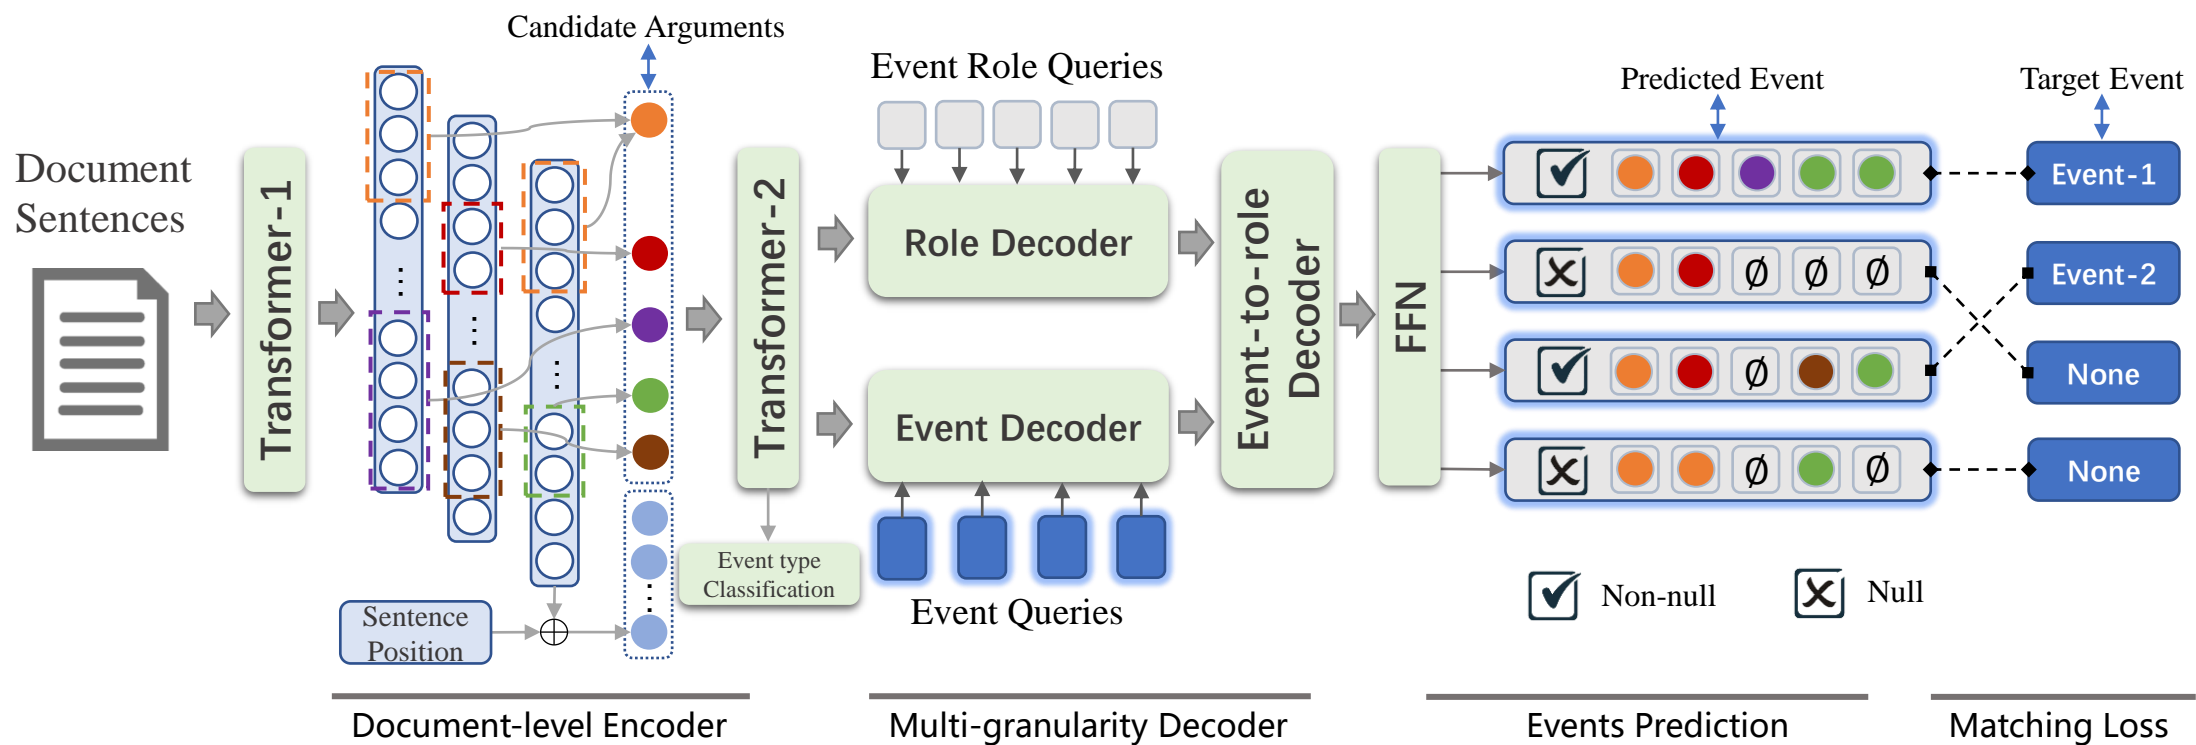 Candidate Arguments
Event Role Queries
Predicted Event
Target Event
Document
Sentences
Transformer-1
...
...
...
Sentence
Position
Transformer-2
Event type
Classification
Role Decoder
Event Decoder
Event Queries
Event-to-role
Decoder
FFN
Event-1
∅ ∅ ∅
Event-2
∅
None
∅ ∅
None
Non-null
Null
Document-level Encoder
Multi-granularity Decoder
Events Prediction
Matching Loss